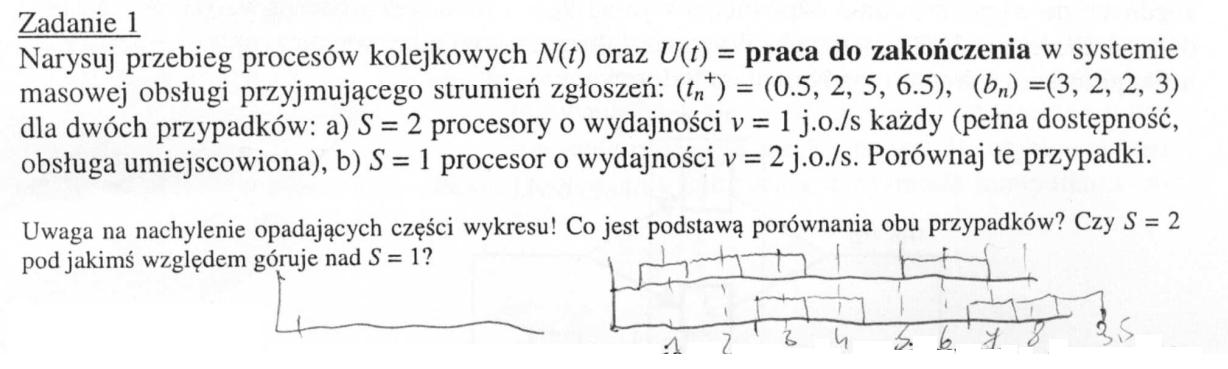 Zadanie 1
Narysuj przebieg procesów kolejkowych N(t) oraz U(t) = praca do zakończenia w systemie
masowej obsługi przyjmującego strumień zgłoszeń: (tₙ⁺) = (0.5, 2, 5, 6.5), (bₙ) =(3, 2, 2, 3)
dla dwóch przypadków: a) S = 2 procesory o wydajności v = 1 j.o./s każdy (pełna dostępność,
obsługa umiejscowiona), b) S = 1 procesor o wydajności v = 2 j.o./s. Porównaj te przypadki.
Uwaga na nachylenie opadających części wykresu! Co jest podstawą porównania obu przypadków? Czy S = 2
pod jakimś względem góruje nad S = 1?
1 2 3 4 5. 6 7 8 9,5